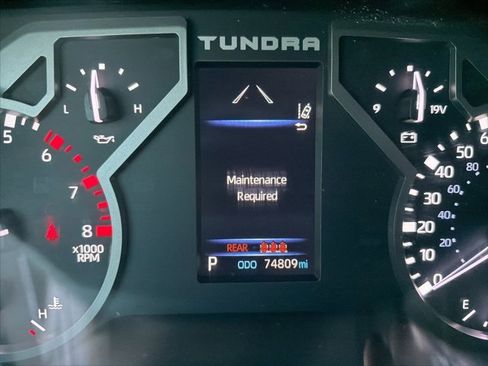 TUNDRA
L H
9 19V
5 6 7 8
x1000
RPM
H
Maintenance
Required
REAR
P ODO 74809 mi
60 50 40 30 20 0
80 60 40 20
E